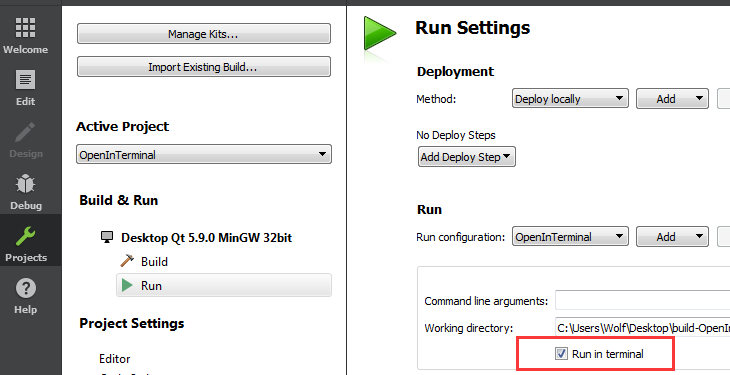 Welcome
Edit
Design
Debug
Projects
Help
Manage Kits...
Import Existing Build...
Active Project
OpenInTerminal
Build & Run
Desktop Qt 5.9.0 MinGW 32bit
Build
Run
Project Settings
Editor
Run Settings
Deployment
Method: Deploy locally Add
No Deploy Steps
Add Deploy Step
Run
Run configuration: OpenInTerminal Add
Command line arguments:
Working directory: C:\Users\Wolf\Desktop\build-OpenIn
Run in terminal